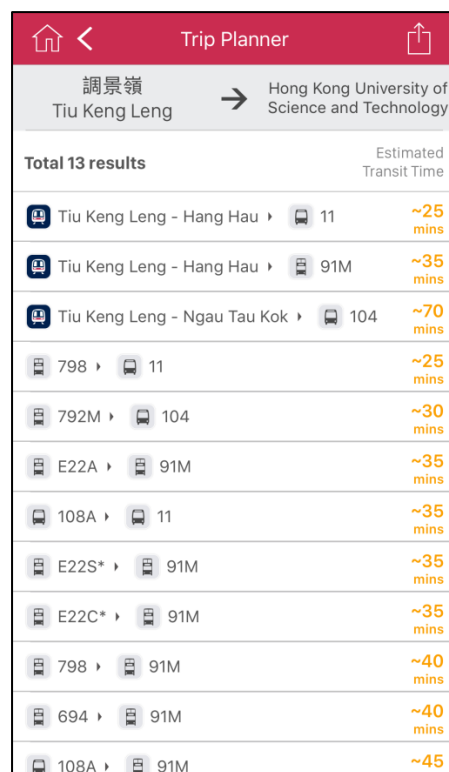 Trip Planner
調景嶺
Tiu Keng Leng
Hong Kong University of
Science and Technology
Total 13 results
Estimated
Transit Time
Tiu Keng Leng - Hang Hau 11 ~25
mins
Tiu Keng Leng - Hang Hau 91M ~35
mins
Tiu Keng Leng - Ngau Tau Kok 104 ~70
mins
798 11 ~25
mins
792M 104 ~30
mins
E22A 91M ~35
mins
108A 11 ~35
mins
E22S* 91M ~35
mins
E22C* 91M ~35
mins
798 91M ~40
mins
694 91M ~40
mins
108A 91M ~45
mins